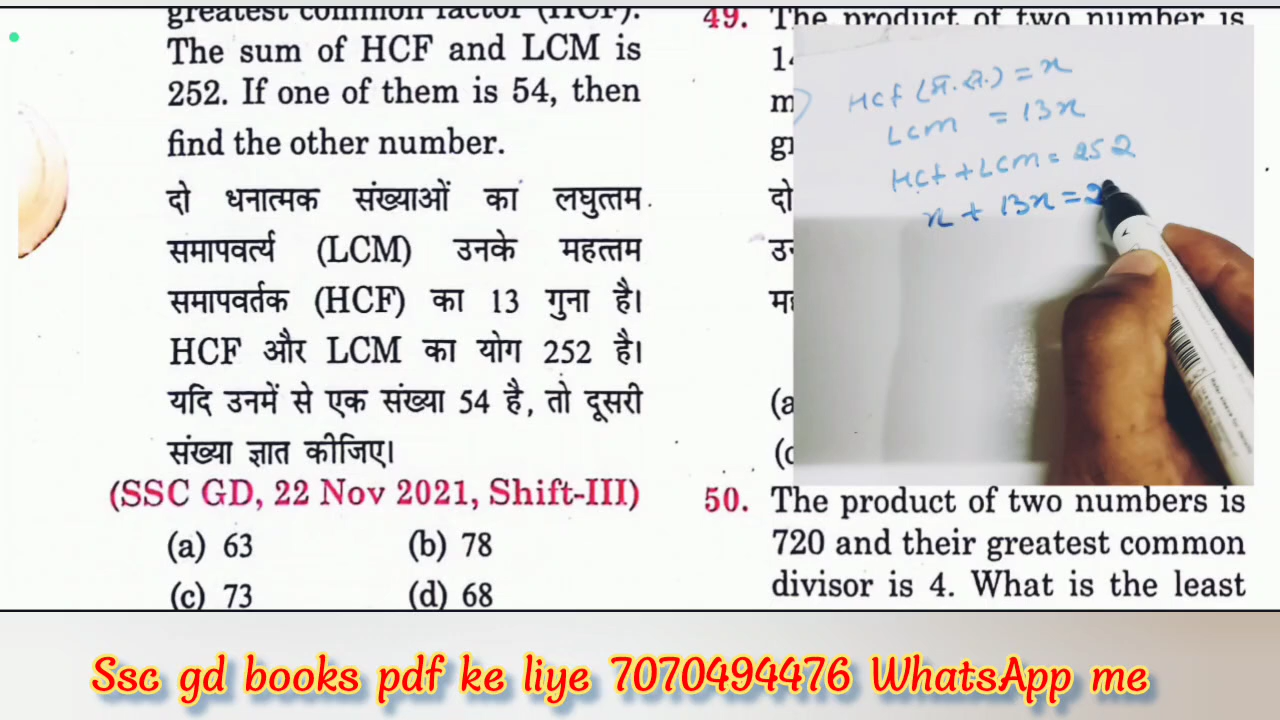 greatest common factor (HCF).
The sum of HCF and LCM is
252. If one of them is 54, then
find the other number.
दो धनात्मक संख्याओं का लघुत्तम
समापवर्त्य (LCM) उनके महत्तम
समापवर्तक (HCF) का 13 गुना है।
HCF और LCM का योग 252 है।
यदि उनमें से एक संख्या 54 है, तो दूसरी
संख्या ज्ञात कीजिए।
(SSC GD, 22 Nov 2021, Shift-III)
(a) 63 (b) 78
(c) 73 (d) 68
49. The product of two number is
HCF (म.स.) = x
LCM = 13x
HCF + LCM = 252
x + 13x = 2
50. The product of two numbers is
720 and their greatest common
divisor is 4. What is the least
Ssc gd books pdf ke liye 7070494476 WhatsApp me